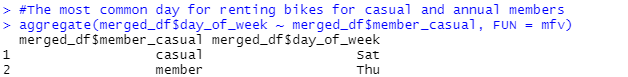 > #The most common day for renting bikes for casual and annual members
> aggregate(merged_df$day_of_week ~ merged_df$member_casual, FUN = mfv)
  merged_df$member_casual merged_df$day_of_week
1                  casual                   Sat
2                  member                   Thu